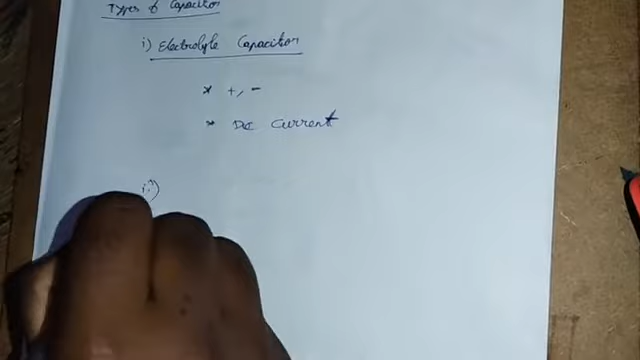 Types of Capacitor
i) Electrolyte Capacitor
* +, -
* DC Current
ii)